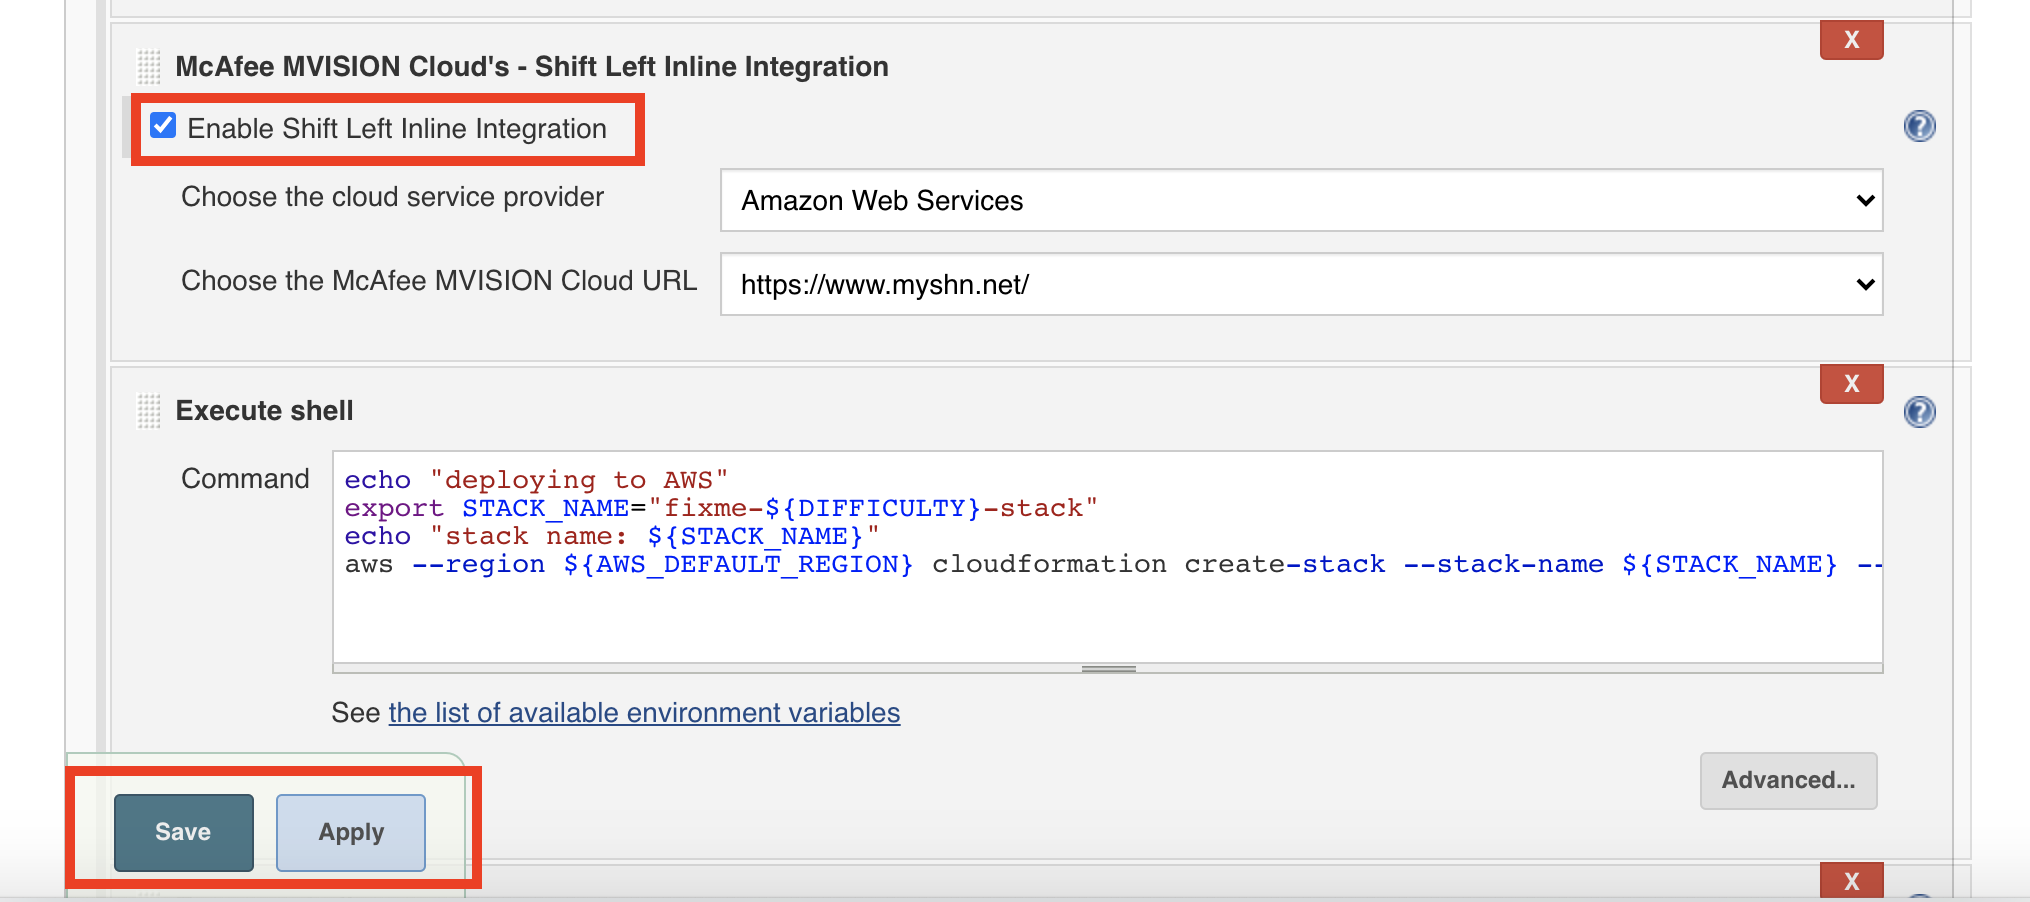 X
McAfee MVISION Cloud's - Shift Left Inline Integration
Enable Shift Left Inline Integration
?
Choose the cloud service provider
Amazon Web Services
Choose the McAfee MVISION Cloud URL
https://www.myshn.net/
X
Execute shell
?
Command
echo "deploying to AWS"
export STACK_NAME="fixme-${DIFFICULTY}-stack"
echo "stack name: ${STACK_NAME}"
aws --region ${AWS_DEFAULT_REGION} cloudformation create-stack --stack-name ${STACK_NAME} --
See the list of available environment variables
Advanced...
Save
Apply
X